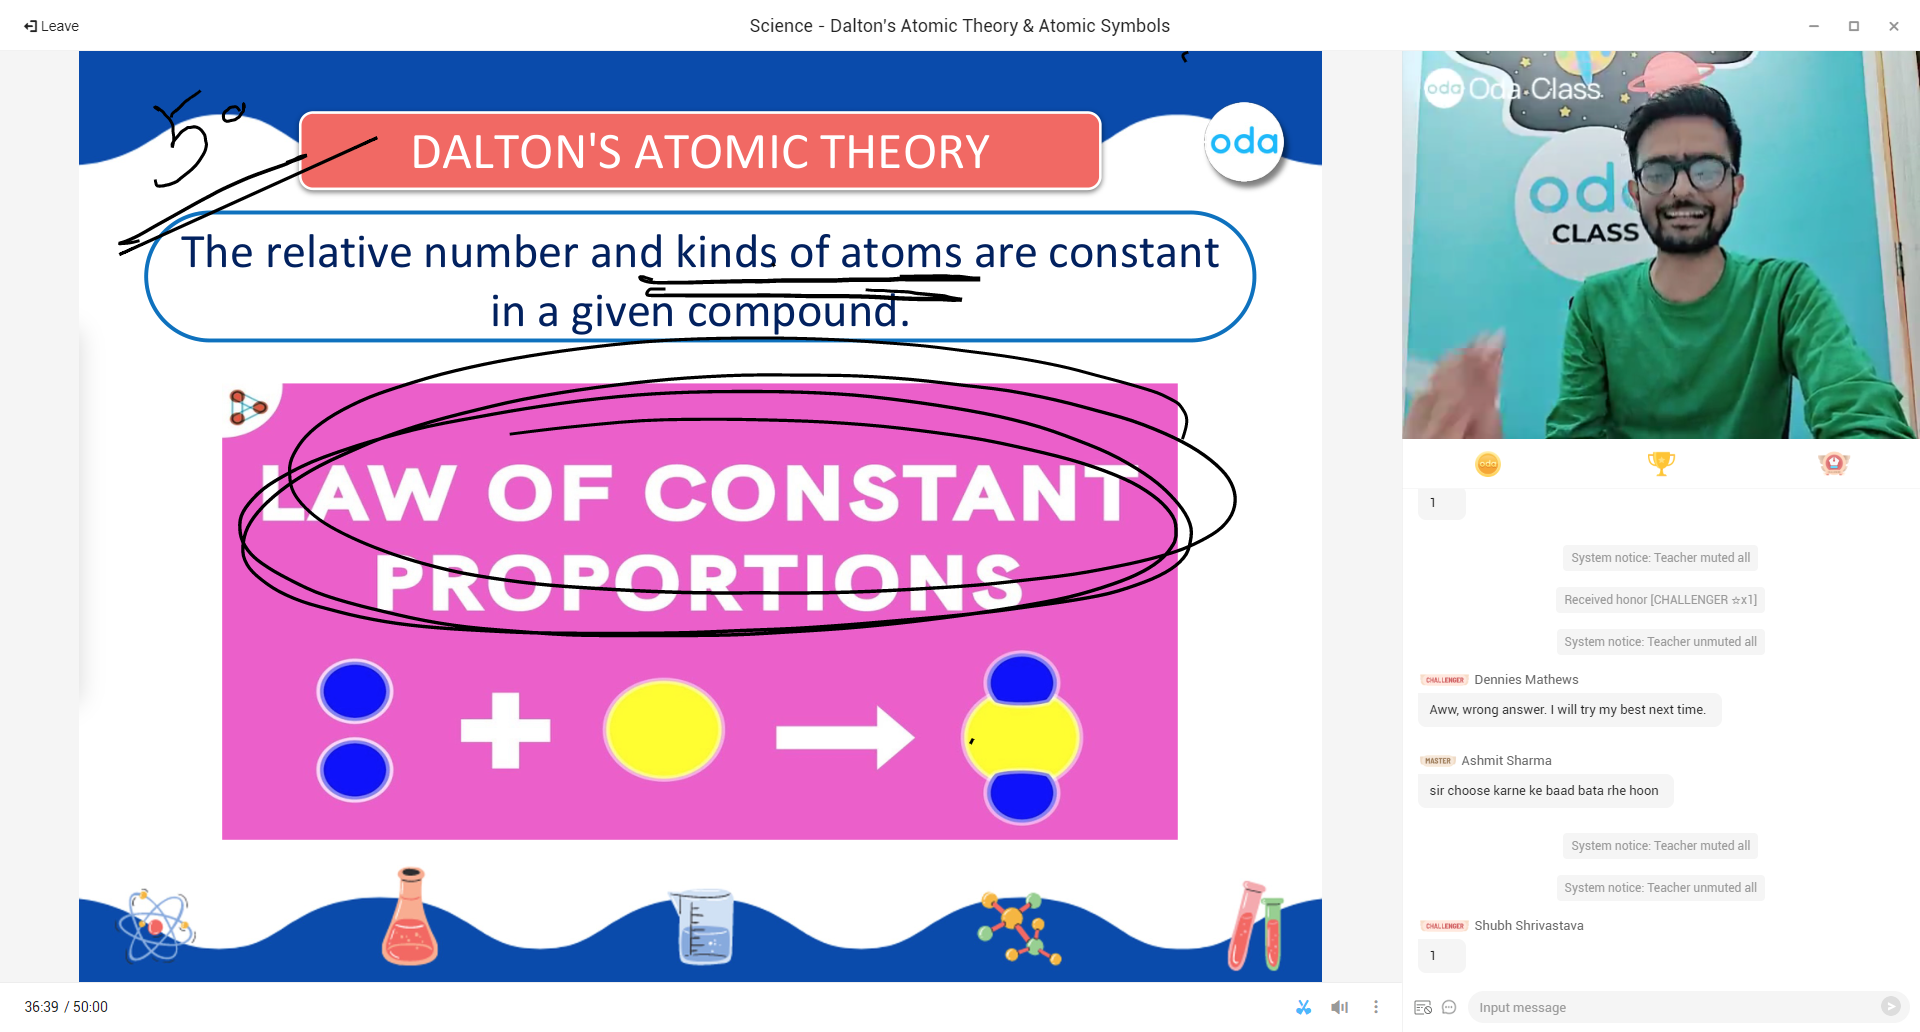 Leave
Science - Dalton's Atomic Theory & Atomic Symbols
5
DALTON'S ATOMIC THEORY
oda
The relative number and kinds of atoms are constant
in a given compound.
LAW OF CONSTANT
PROPORTIONS
36:39 / 50:00
oda Oda Class
oda
CLASS
oda
1
System notice: Teacher muted all
Received honor [CHALLENGER ☆x1]
System notice: Teacher unmuted all
CHALLENGER Dennies Mathews
Aww, wrong answer. I will try my best next time.
MASTER Ashmit Sharma
sir choose karne ke baad bata rhe hoon
System notice: Teacher muted all
System notice: Teacher unmuted all
CHALLENGER Shubh Shrivastava
1
Input message